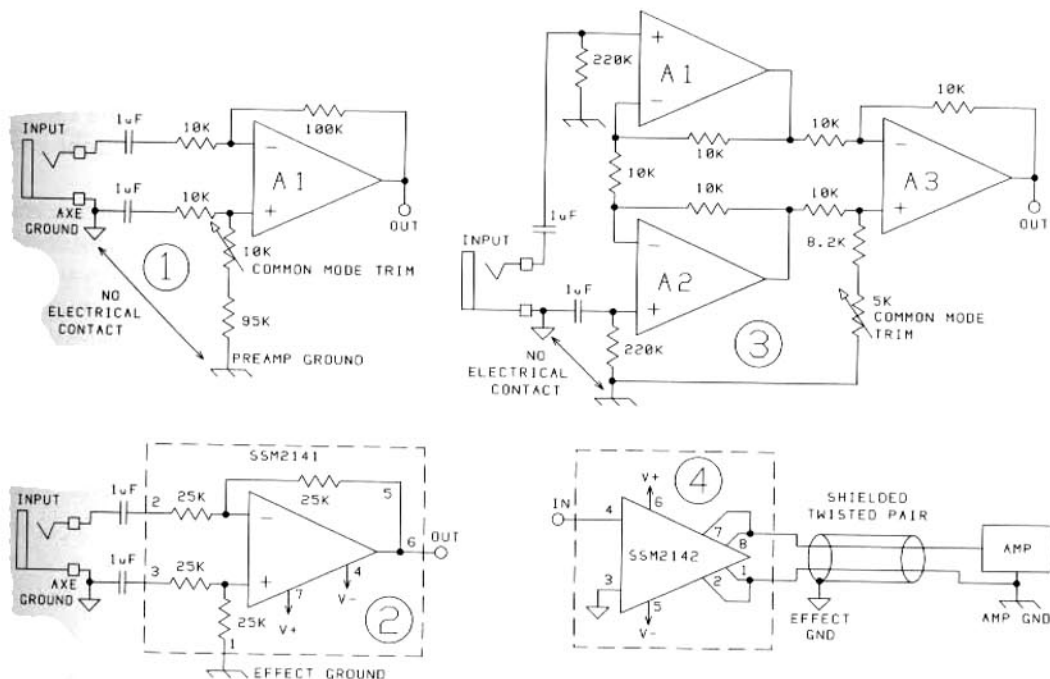 INPUT
1uF
10K
100K
−
A1
+
OUT
1uF
10K
AXE
GROUND
1
10K
COMMON MODE TRIM
NO
ELECTRICAL
CONTACT
95K
PREAMP GROUND
220K
+
A1
−
10K
10K
10K
10K
−
A3
+
OUT
10K
10K
8.2K
1uF
INPUT
1uF
−
A2
+
3
5K
COMMON MODE
TRIM
NO
ELECTRICAL
CONTACT
220K
SSM2141
INPUT
1uF
2
25K
25K
5
−
6
OUT
1uF
3
25K
+
4
V-
7
V+
AXE
GROUND
25K
1
2
EFFECT GROUND
4
IN
4
V+
6
7
8
SSM2142
1
2
3
5
V-
SHIELDED
TWISTED PAIR
AMP
EFFECT
GND
AMP GND